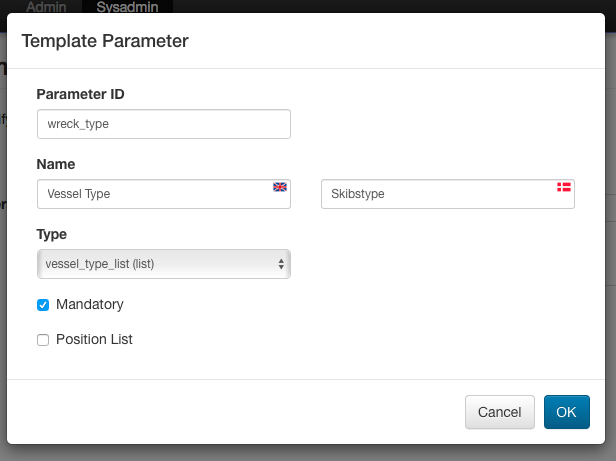 Admin Sysadmin
Template Parameter
Parameter ID
wreck_type
Name
Vessel Type Skibstype
Type
vessel_type_list (list)
Mandatory
Position List
Cancel OK